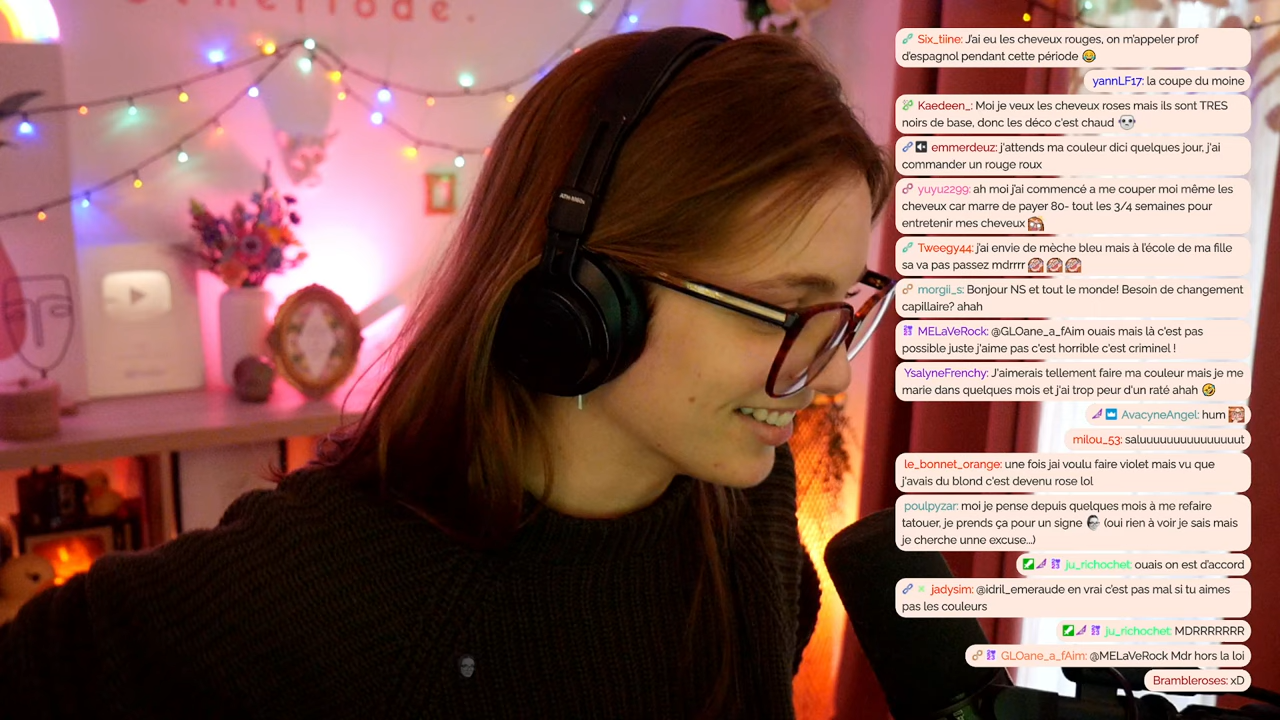 Six_tiine: J'ai eu les cheveux rouges, on m'appeler prof
d'espagnol pendant cette période
yannLF17: la coupe du moine
Kaedeen_: Moi je veux les cheveux roses mais ils sont TRES
noirs de base, donc les déco c'est chaud
emmerdeuz: j'attends ma couleur dici quelques jour, j'ai
commander un rouge roux
yuyu2299: ah moi j'ai commencé a me couper moi même les
cheveux car marre de payer 80- tout les 3/4 semaines pour
entretenir mes cheveux
Tweegy44: j'ai envie de mèche bleu mais à l'école de ma fille
sa va pas passez mdrrrr
morgii_s: Bonjour NS et tout le monde! Besoin de changement
capillaire? ahah
MELaVeRock: @GLOane_a_fAim ouais mais là c'est pas
possible juste j'aime pas c'est horrible c'est criminel !
YsalyneFrenchy: J'aimerais tellement faire ma couleur mais je me
marie dans quelques mois et j'ai trop peur d'un raté ahah
AvacyneAngel: hum
milou_53: saluuuuuuuuuuuuuuut
le_bonnet_orange: une fois jai voulu faire violet mais vu que
j'avais du blond c'est devenu rose lol
poulpyzar: moi je pense depuis quelques mois à me refaire
tatouer, je prends ça pour un signe (oui rien à voir je sais mais
je cherche unne excuse...)
ju_richochet: ouais on est d'accord
jadysim: @idril_emeraude en vrai c'est pas mal si tu aimes
pas les couleurs
ju_richochet: MDRRRRRRR
GLOane_a_fAim: @MELaVeRock Mdr hors la loi
Brambleroses: xD